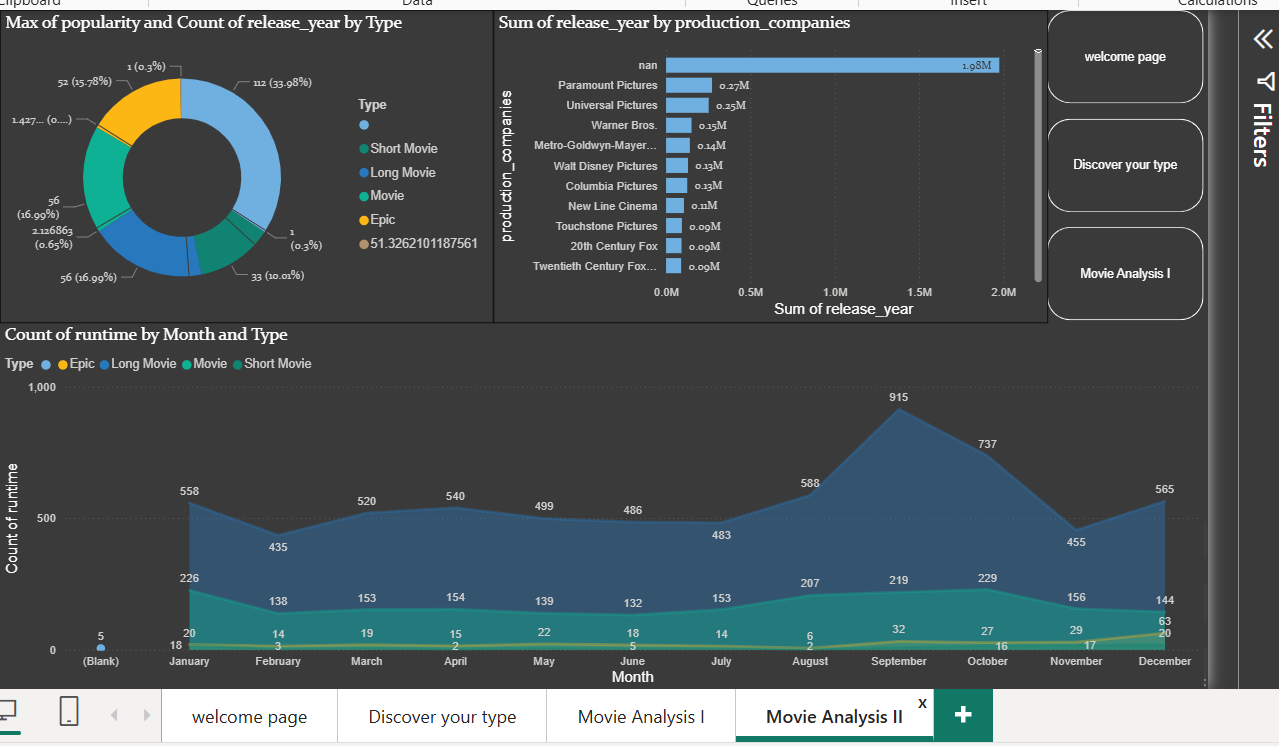 Clipboard
Data
Queries
Insert
Calculations
Max of popularity and Count of release_year by Type
1 (0.3%)
52 (15.78%)
112 (33.98%)
1.427... (0....)
56
(16.99%)
2.126863
(0.65%)
56 (16.99%)
33 (10.01%)
1
(0.3%)
Type
Short Movie
Long Movie
Movie
Epic
51.3262101187561
Sum of release_year by production_companies
production_companies
nan 1.98M
Paramount Pictures 0.27M
Universal Pictures 0.25M
Warner Bros. 0.15M
Metro-Goldwyn-Mayer... 0.14M
Walt Disney Pictures 0.13M
Columbia Pictures 0.13M
New Line Cinema 0.11M
Touchstone Pictures 0.09M
20th Century Fox 0.09M
Twentieth Century Fox... 0.09M
0.0M 0.5M 1.0M 1.5M 2.0M
Sum of release_year
welcome page
Discover your type
Movie Analysis I
Filters
Count of runtime by Month and Type
Type Epic Long Movie Movie Short Movie
Count of runtime
1,000
500
0
915
737
558 520 540 499 486 588 565
435 483 455
226 138 153 154 139 132 153 207 219 229 156 144
5 20 14 19 15 22 18 14 6 32 27 29 63
18 3 2 5 2 16 17 20
(Blank) January February March April May June July August September October November December
Month
welcome page
Discover your type
Movie Analysis I
Movie Analysis II
x
+